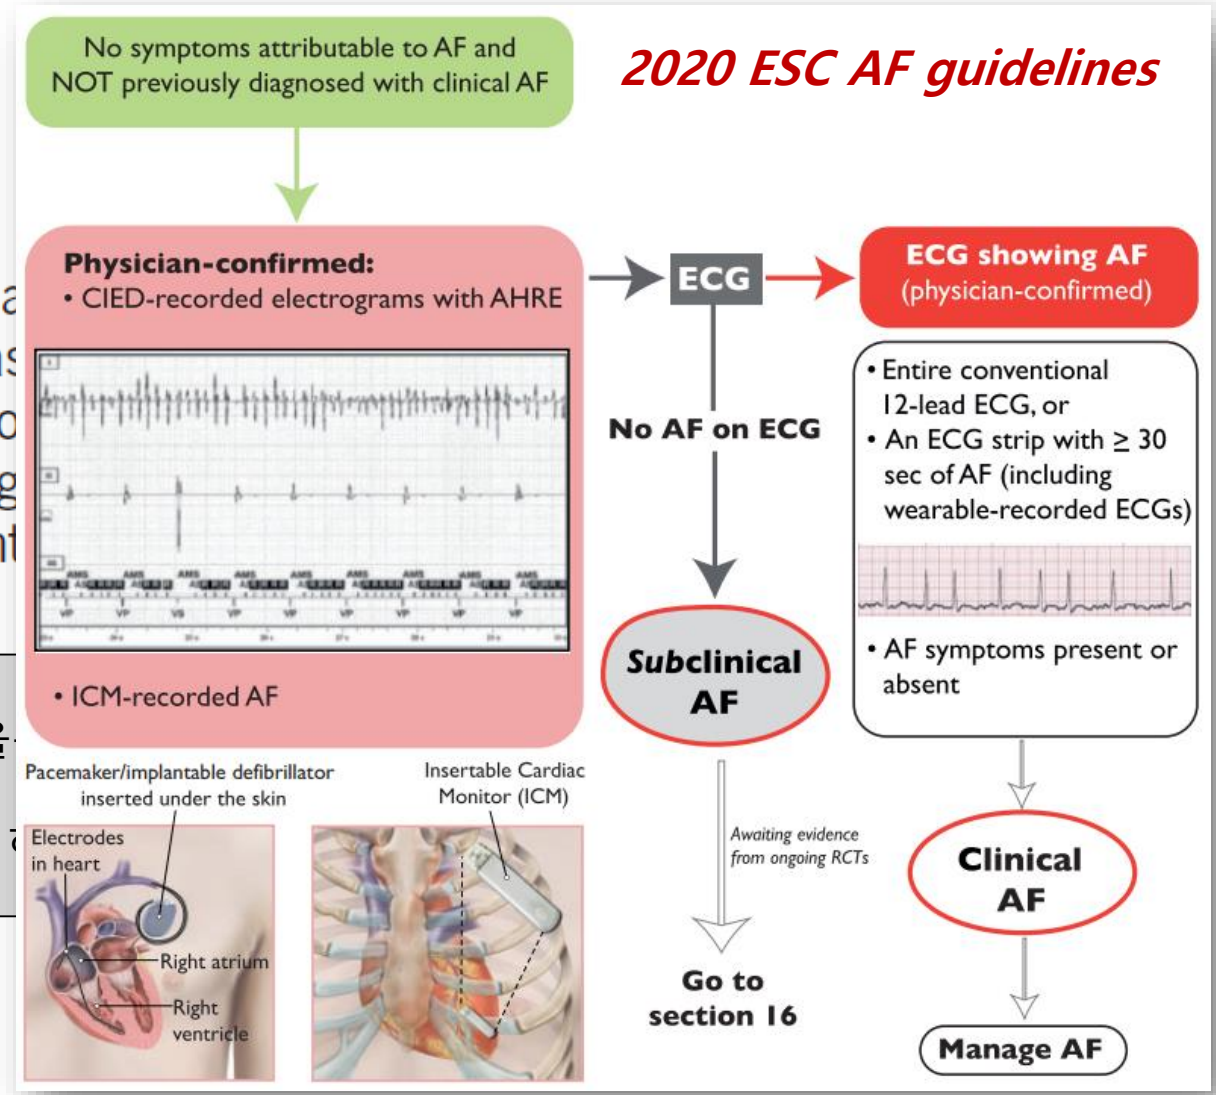 No symptoms attributable to AF and
NOT previously diagnosed with clinical AF
2020 ESC AF guidelines
Physician-confirmed:
• CIED-recorded electrograms with AHRE
• ICM-recorded AF
ECG
No AF on ECG
Subclinical
AF
Awaiting evidence
from ongoing RCTs
Go to
section 16
ECG showing AF
(physician-confirmed)
• Entire conventional
12-lead ECG, or
• An ECG strip with ≥ 30
sec of AF (including
wearable-recorded ECGs)
• AF symptoms present or
absent
Clinical
AF
Manage AF
Pacemaker/implantable defibrillator
inserted under the skin
Electrodes
in heart
Right atrium
Right
ventricle
Insertable Cardiac
Monitor (ICM)